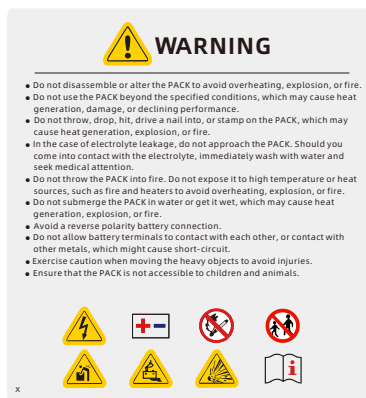 WARNING
• Do not disassemble or alter the PACK to avoid overheating, explosion, or fire.
• Do not use the PACK beyond the specified conditions, which may cause heat
generation, damage, or declining performance.
• Do not throw, drop, hit, drive a nail into, or stamp on the PACK, which may
cause heat generation, explosion, or fire.
• In the case of electrolyte leakage, do not approach the PACK. Should you
come into contact with the electrolyte, immediately wash with water and
seek medical attention.
• Do not throw the PACK into fire. Do not expose it to high temperature or heat
sources, such as fire and heaters to avoid overheating, explosion, or fire.
• Do not submerge the PACK in water or get it wet, which may cause heat
generation, explosion, or fire.
• Avoid a reverse polarity battery connection.
• Do not allow battery terminals to contact with each other, or contact with
other metals, which might cause short-circuit.
• Exercise caution when moving the heavy objects to avoid injuries.
• Ensure that the PACK is not accessible to children and animals.
x